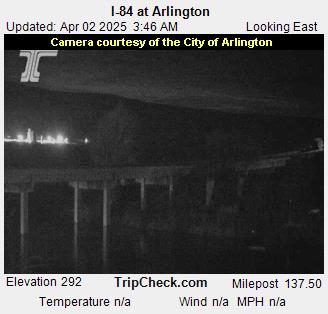 I-84 at Arlington
Updated: Apr 02 2025 3:46 AM Looking East
Camera courtesy of the City of Arlington
Elevation 292 TripCheck.com Milepost 137.50
Temperature n/a Wind n/a MPH n/a